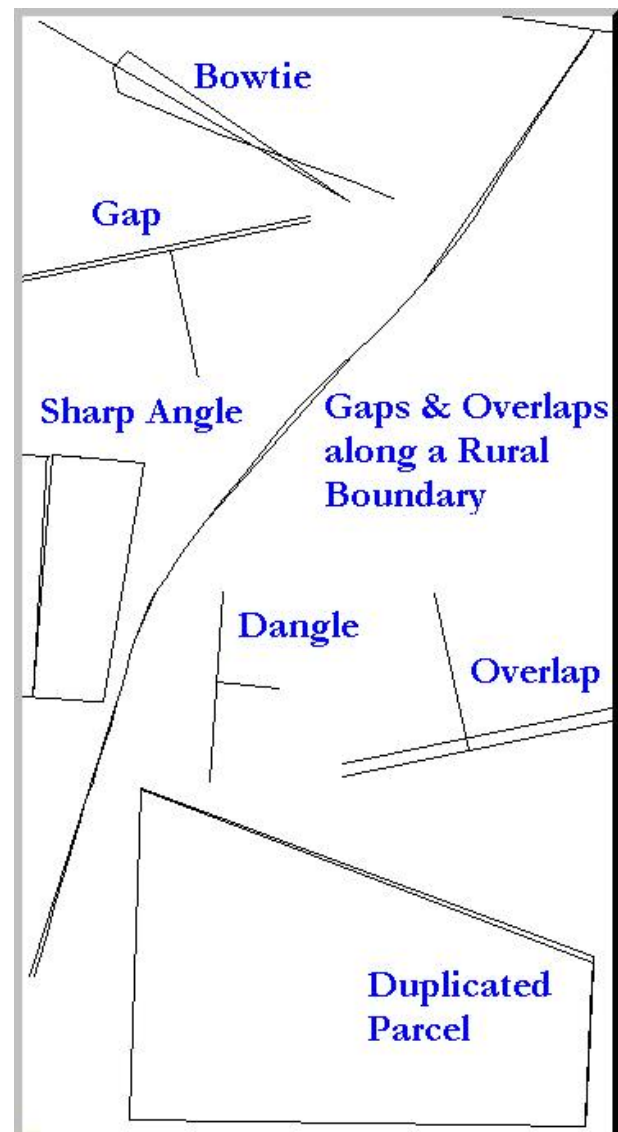 Bowtie
Gap
Sharp Angle
Gaps & Overlaps
along a Rural
Boundary
Dangle
Overlap
Duplicated
Parcel